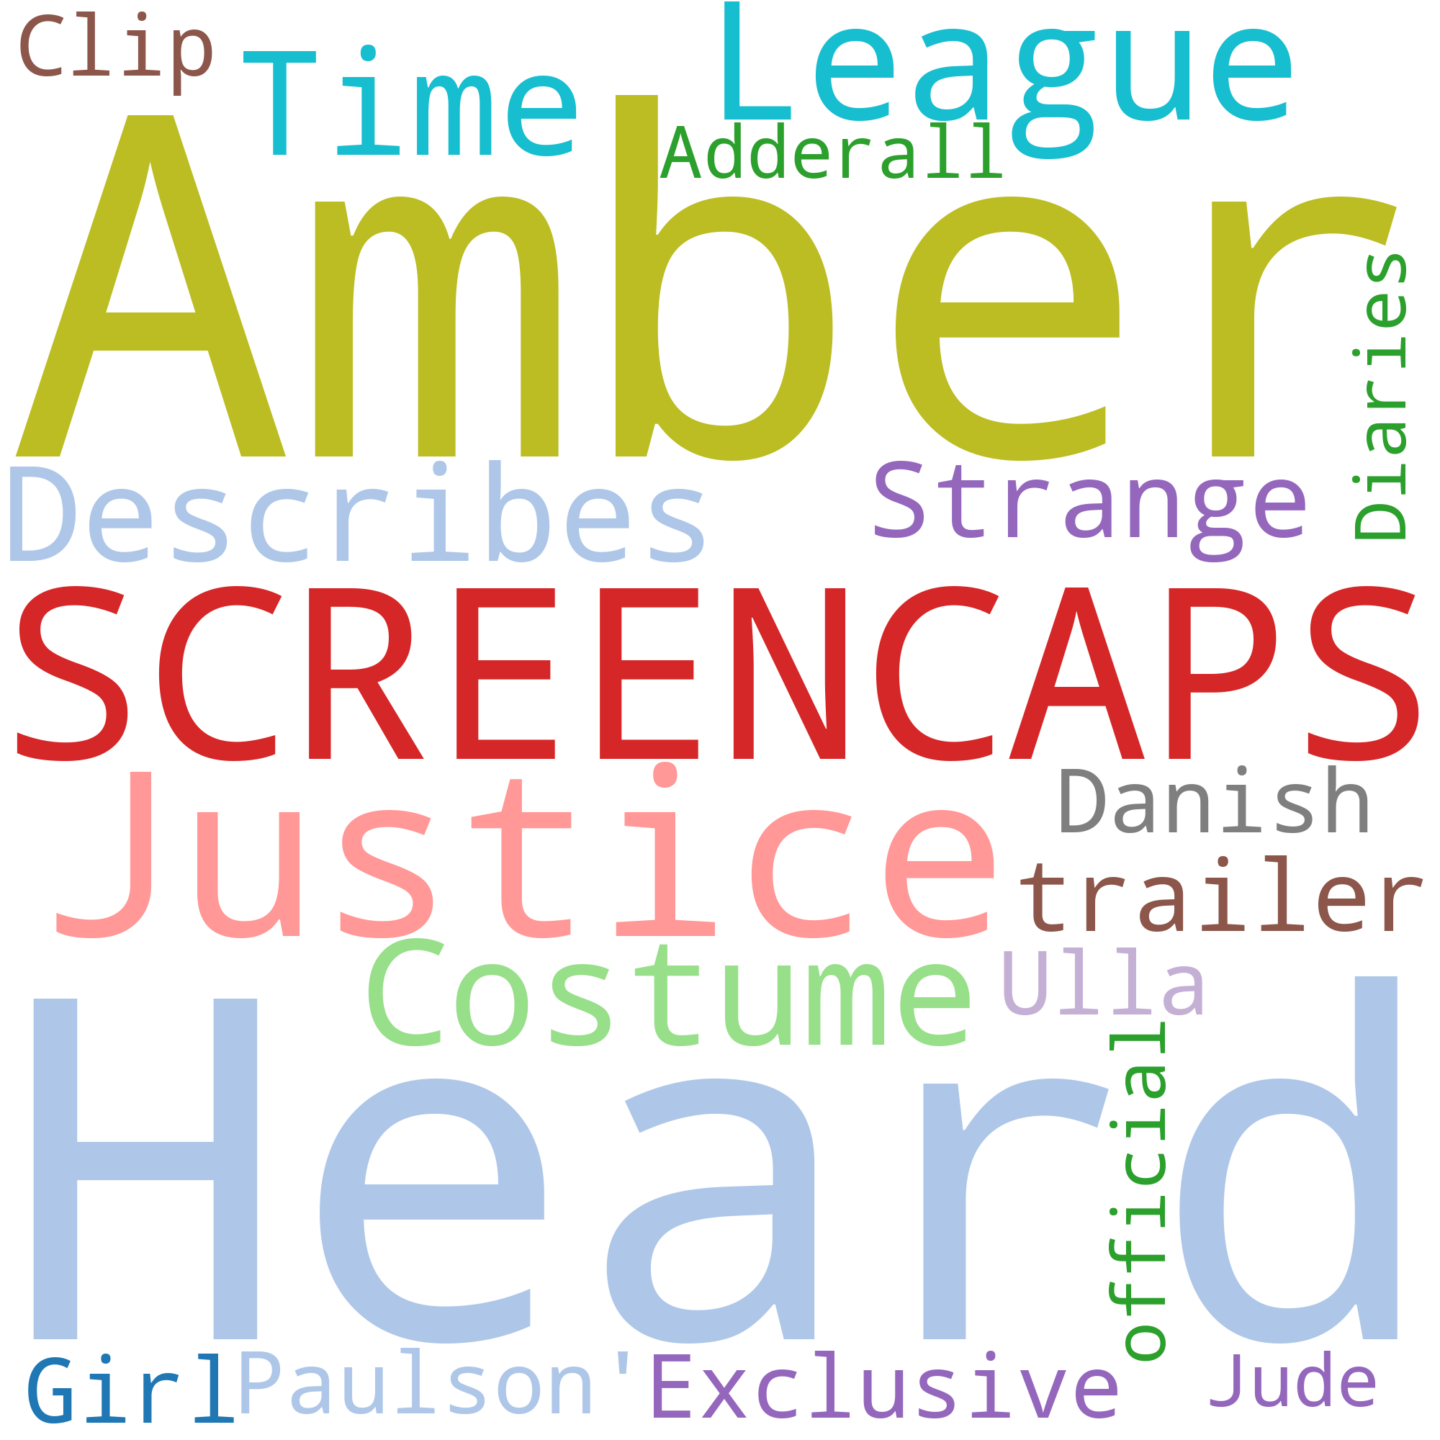 Clip
Time
League
Adderall
Amber
Diaries
Describes
Strange
SCREENCAPS
Justice
Danish
trailer
Costume
Ulla
official
Heard
Girl
Paulson'
Exclusive
Jude